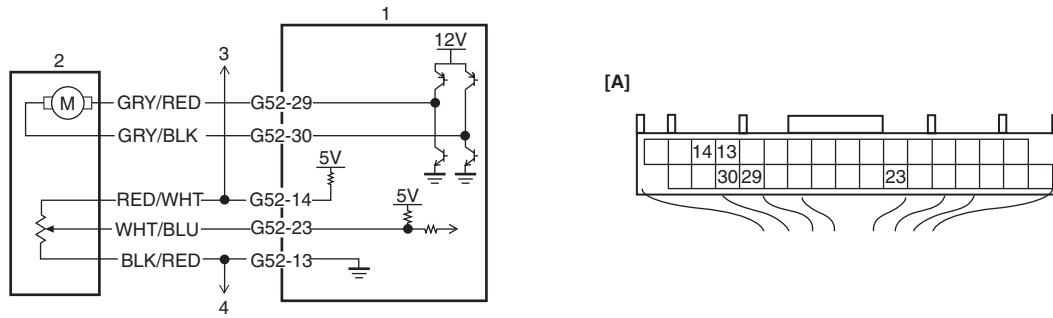 1
12V
2
3
M
GRY/RED
G52-29
GRY/BLK
G52-30
5V
RED/WHT
G52-14
5V
WHT/BLU
G52-23
BLK/RED
G52-13
4
[A]
14 13
30 29 23